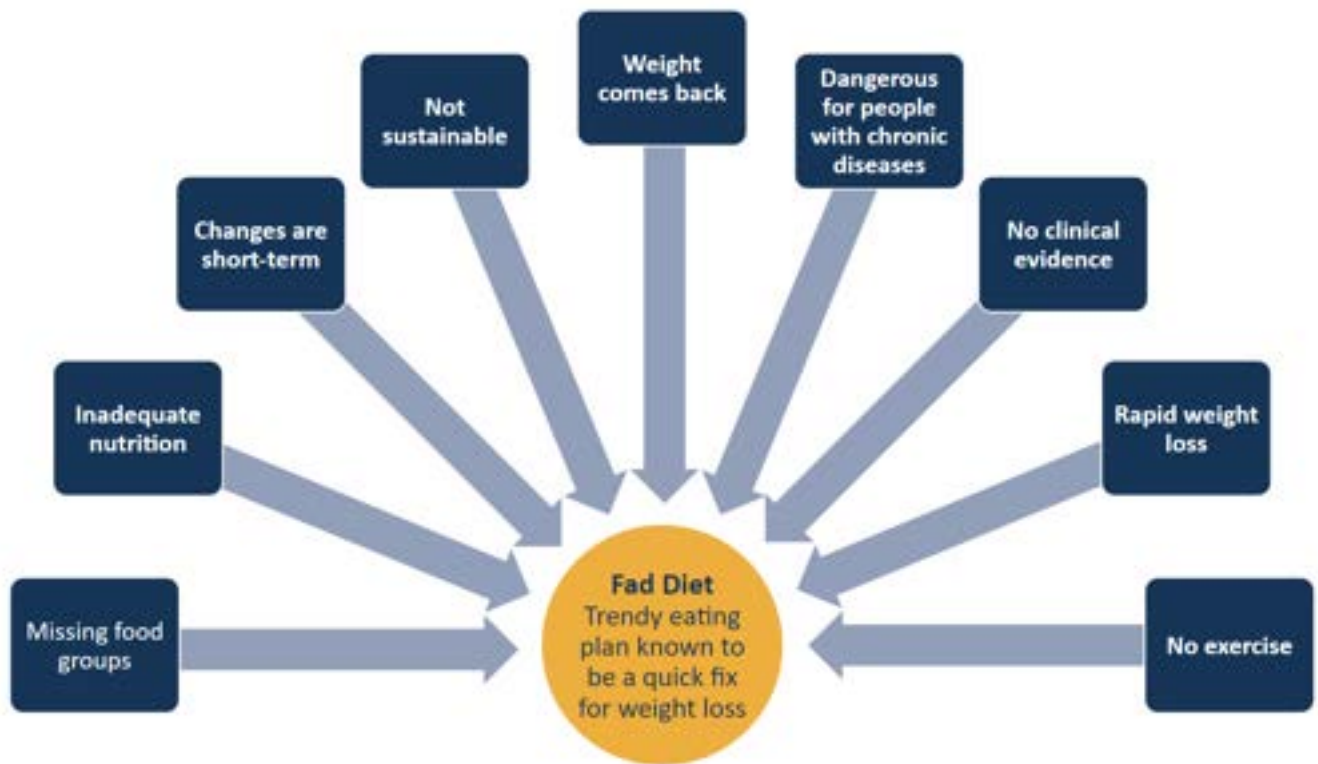 Missing food
groups
Inadequate
nutrition
Changes are
short-term
Not
sustainable
Weight
comes back
Dangerous
for people
with chronic
diseases
No clinical
evidence
Rapid weight
loss
No exercise
Fad Diet
Trendy eating
plan known to
be a quick fix
for weight loss